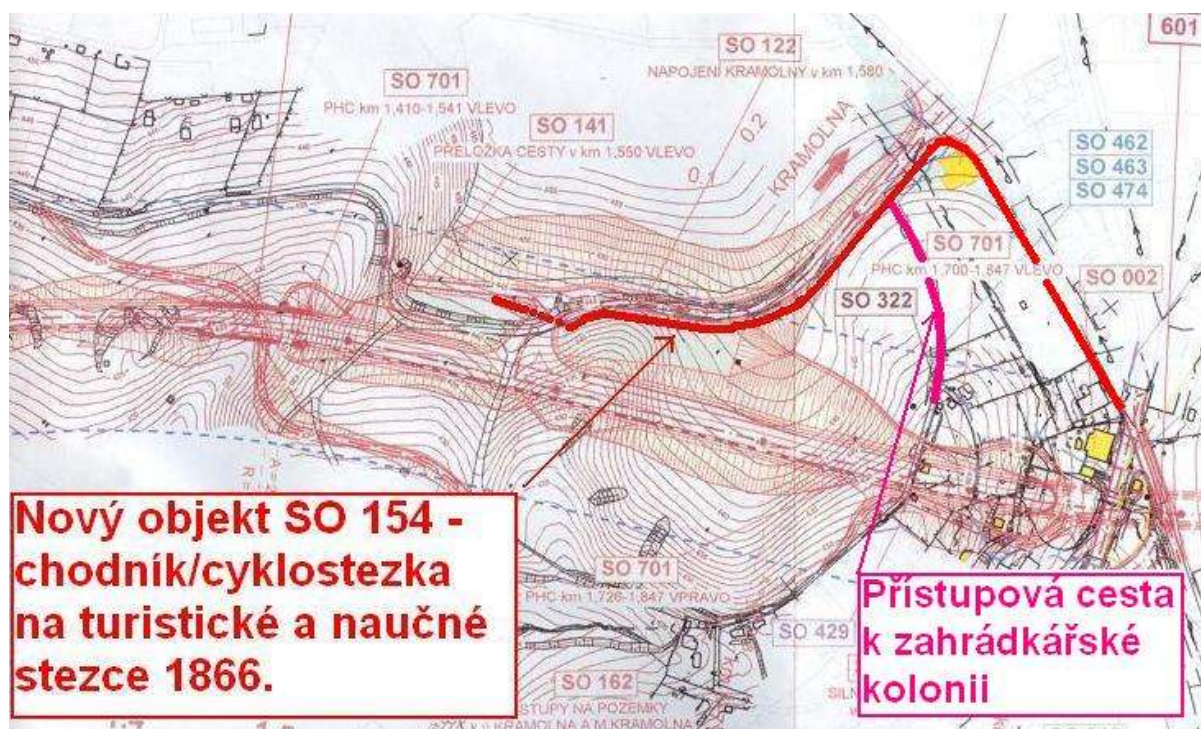 601
SO 122
NAPOJENÍ KRAMOLNY v km 1,580
SO 701
PHC km 1,410-1,541 VLEVO
SO 141
PŘELOŽKA CESTY v km 1,550 VLEVO
0.2
0.1
KRAMOLNA
SO 462
SO 463
SO 474
SO 701
PHC km 1,700-1,847 VLEVO
SO 002
SO 322
Nový objekt SO 154 -
chodník/cyklostezka
na turistické a naučné
stezce 1866.
SO 701
PHC km 1,726-1,847 VPRAVO
Přístupová cesta
k zahrádkářské
kolonii
SO 429
SO 162
KRAMOLNA A M.KRAMOLNA